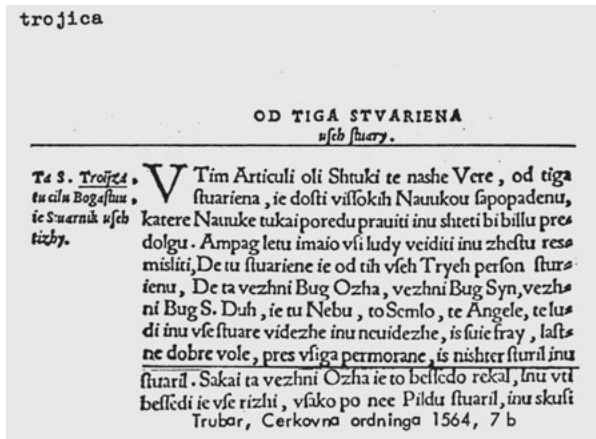 trojica
OD TIGA STVARIENA
uſeh ſtuary.
Ta S. Troijza,
tu cilu Bogaſtuu,
ie Stuarnik uſeh
rizhy.
V Tim Articuli oli Shtuki te nashe Vere, od tiga
ſtuariena, ie doſti viſſokih Nauukou ſapopadenu,
katere Nauuke tukai poredu prauiti inu shteti bi billu pre⸗
dolgu. Ampag letu imaio vſi ludy veiditi inu zheſtu res⸗
misliti, De tu ſtuariene ie od tih vſeh Tryeh perſon ſtur⸗
ienu, De ta vezhni Bug Ozha, vezhni Bug Syn, vezh⸗
ni Bug S. Duh, ie tu Nebu, to Semlo, te Angele, te lu⸗
di inu vſe ſtuare videzhe inu neuidezhe, is ſuie fray, laſt⸗
ne dobre vole, pres vſiga permorane, is nishter ſturil inu
ſtuaril. Sakai ta vezhni Ozha ie to beſſedo rekal, inu vti
beſſedi ie vſe rizhi, vſako po nee Pildu ſtuaril, inu skuſi
Trubar, Cerkovna ordninga 1564, 7 b